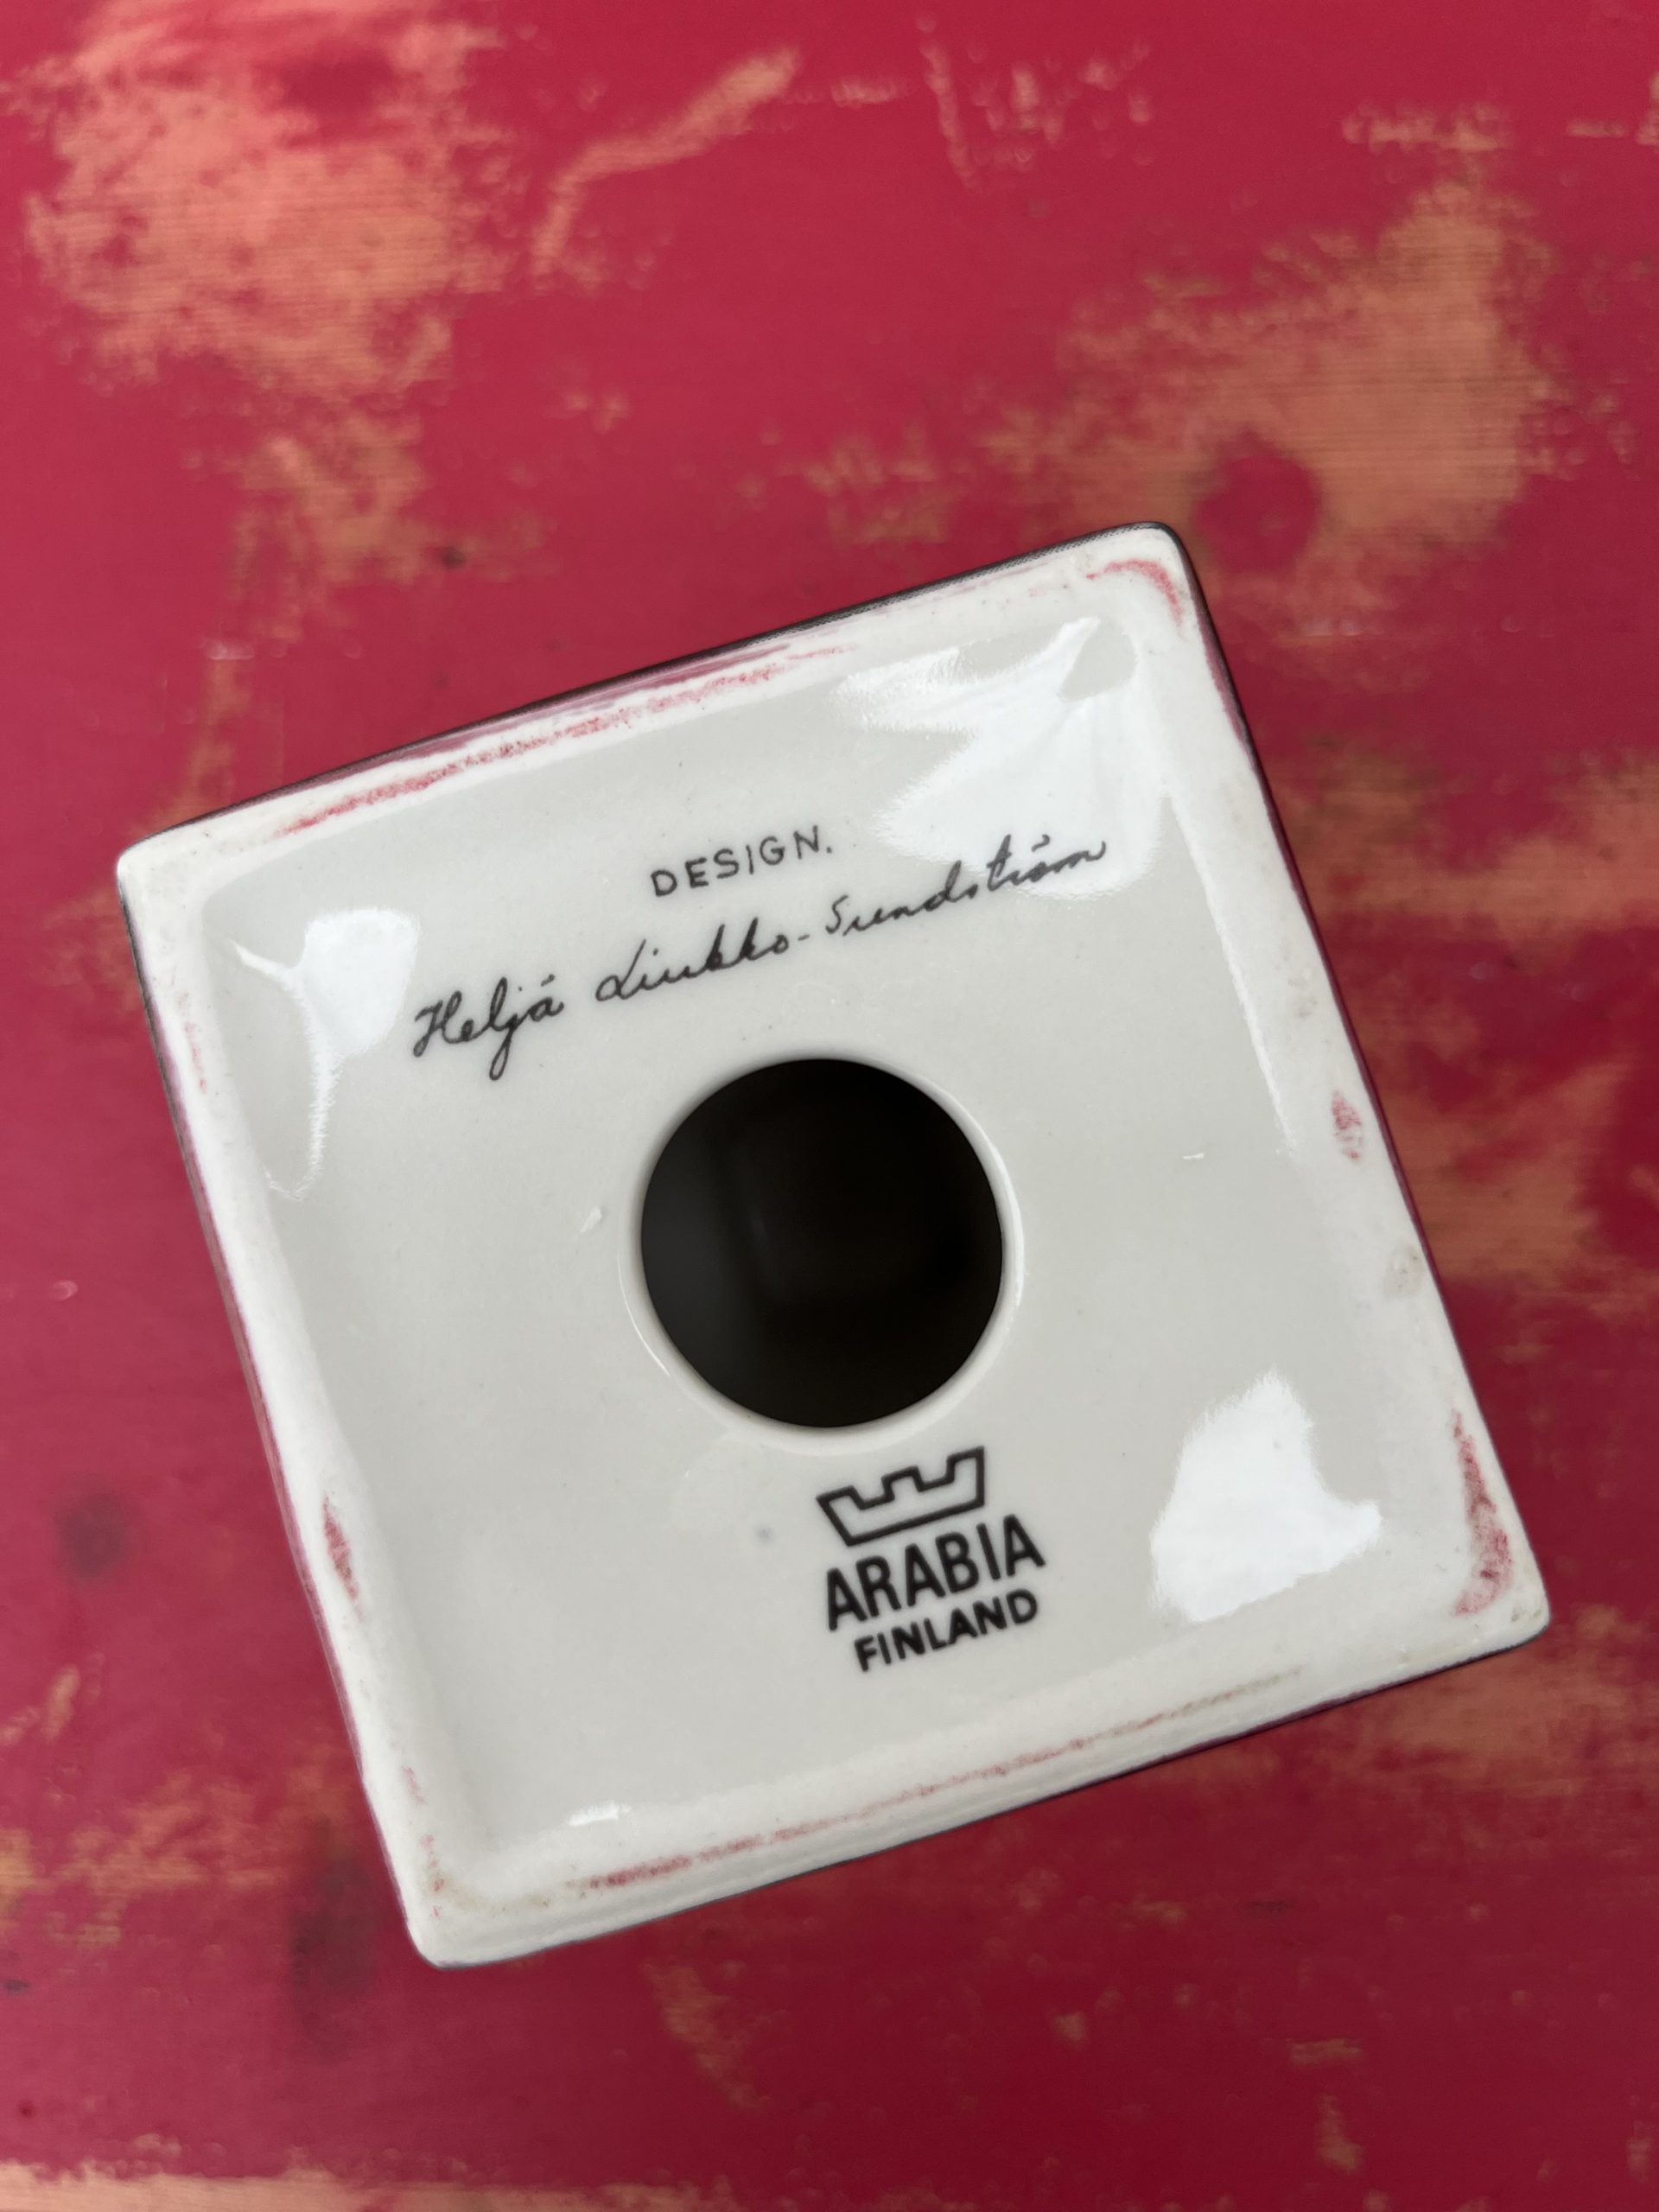 DESIGN.
Heljä Liukko-Sundström
ARABIA
FINLAND